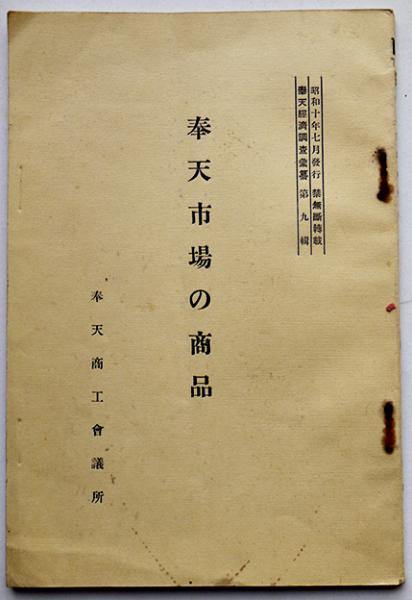 昭和十年七月發行 禁無斷轉載
奉天經濟調査彙纂 第九輯
奉天市場の商品
奉天商工會議所